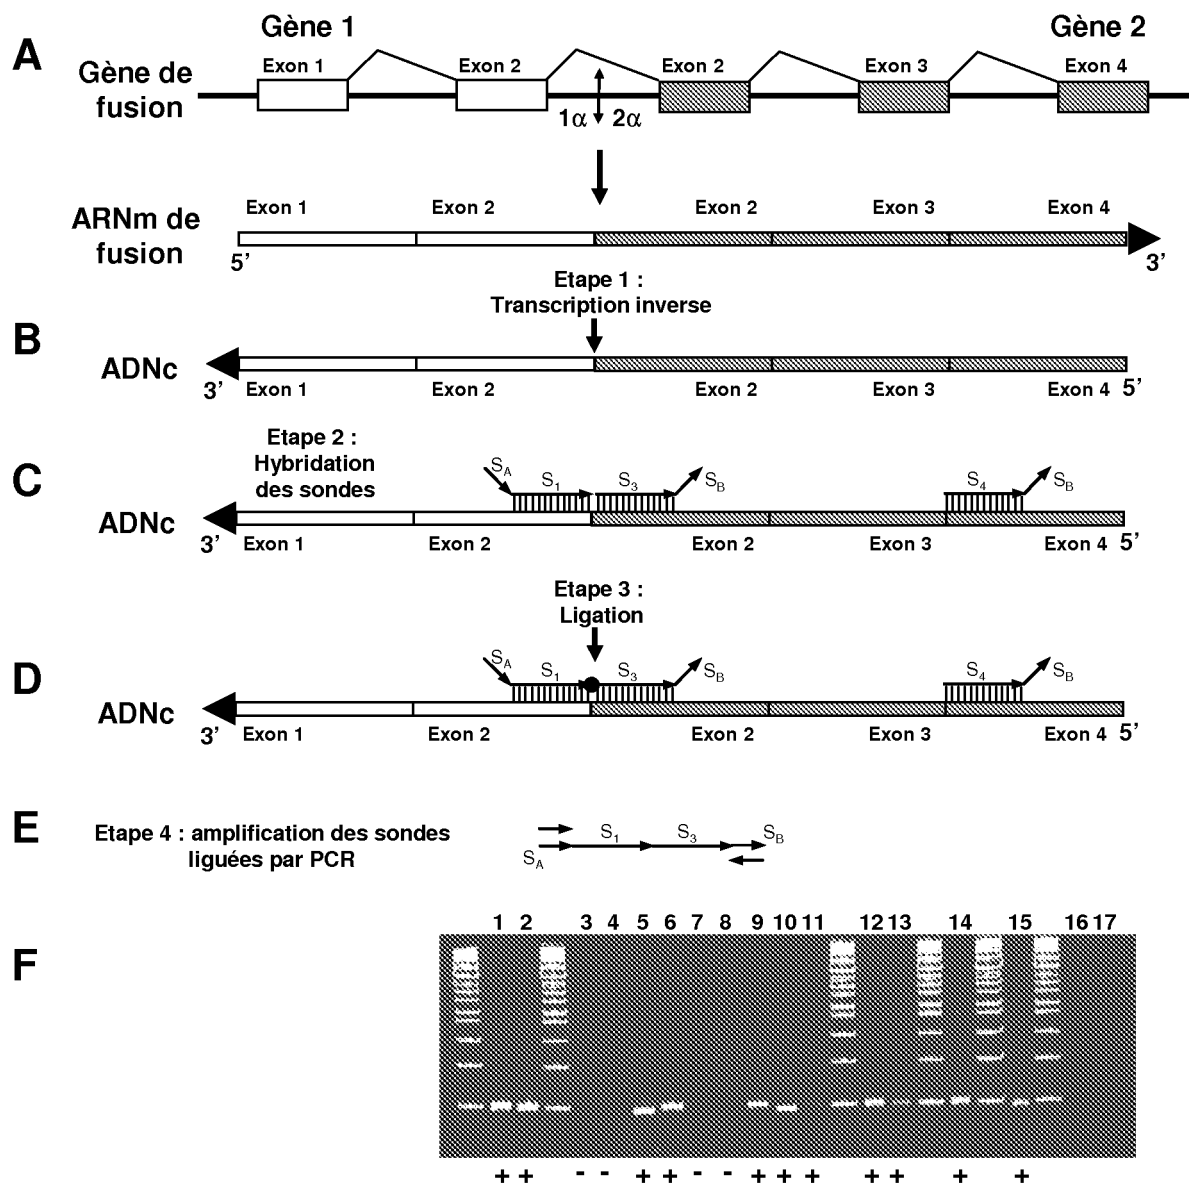 Gène 1
Gène 2
A
Gène de
fusion
Exon 1
Exon 2
Exon 2
Exon 3
Exon 4
1α
2α
ARNm de
fusion
Exon 1
Exon 2
Exon 2
Exon 3
Exon 4
5’
3’
Etape 1 :
Transcription inverse
B
ADNc
3’
Exon 1
Exon 2
Exon 2
Exon 3
Exon 4
5’
Etape 2 :
Hybridation
des sondes
C
ADNc
SA
S1
S3
SB
S4
SB
3’
Exon 1
Exon 2
Exon 2
Exon 3
Exon 4
5’
Etape 3 :
Ligation
D
ADNc
SA
S1
S3
SB
S4
SB
3’
Exon 1
Exon 2
Exon 2
Exon 3
Exon 4
5’
E
Etape 4 : amplification des sondes
liguées par PCR
SA
S1
S3
SB
F
1 2 3 4 5 6 7 8 9 10 11 12 13 14 15 16 17
+ + - - + + - - + + + + + + +